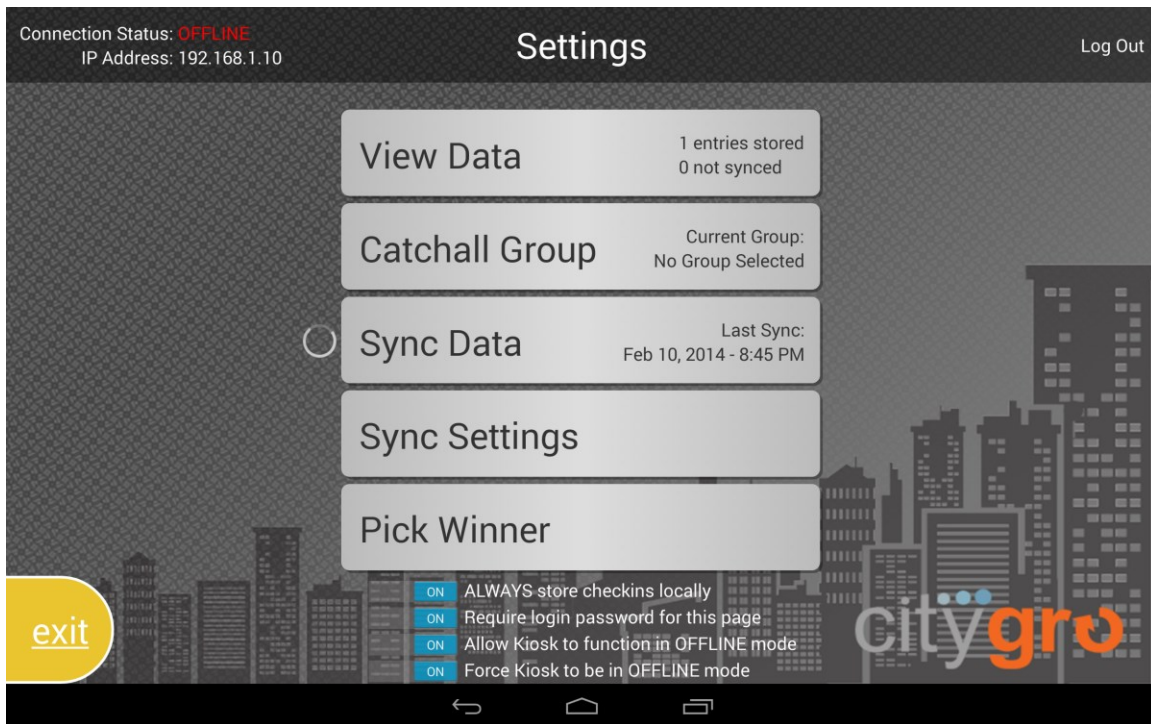 Connection Status: OFFLINE
IP Address: 192.168.1.10
Settings
Log Out
View Data
1 entries stored
0 not synced
Catchall Group
Current Group:
No Group Selected
Sync Data
Last Sync:
Feb 10, 2014 - 8:45 PM
Sync Settings
Pick Winner
ON ALWAYS store checkins locally
ON Require login password for this page
ON Allow Kiosk to function in OFFLINE mode
ON Force Kiosk to be in OFFLINE mode
exit
citygro